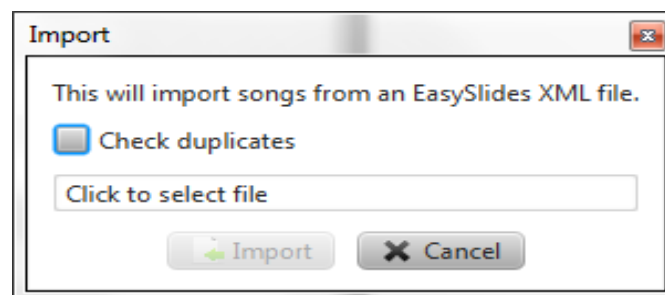 Import
This will import songs from an EasySlides XML file.
Check duplicates
Click to select file
Import Cancel